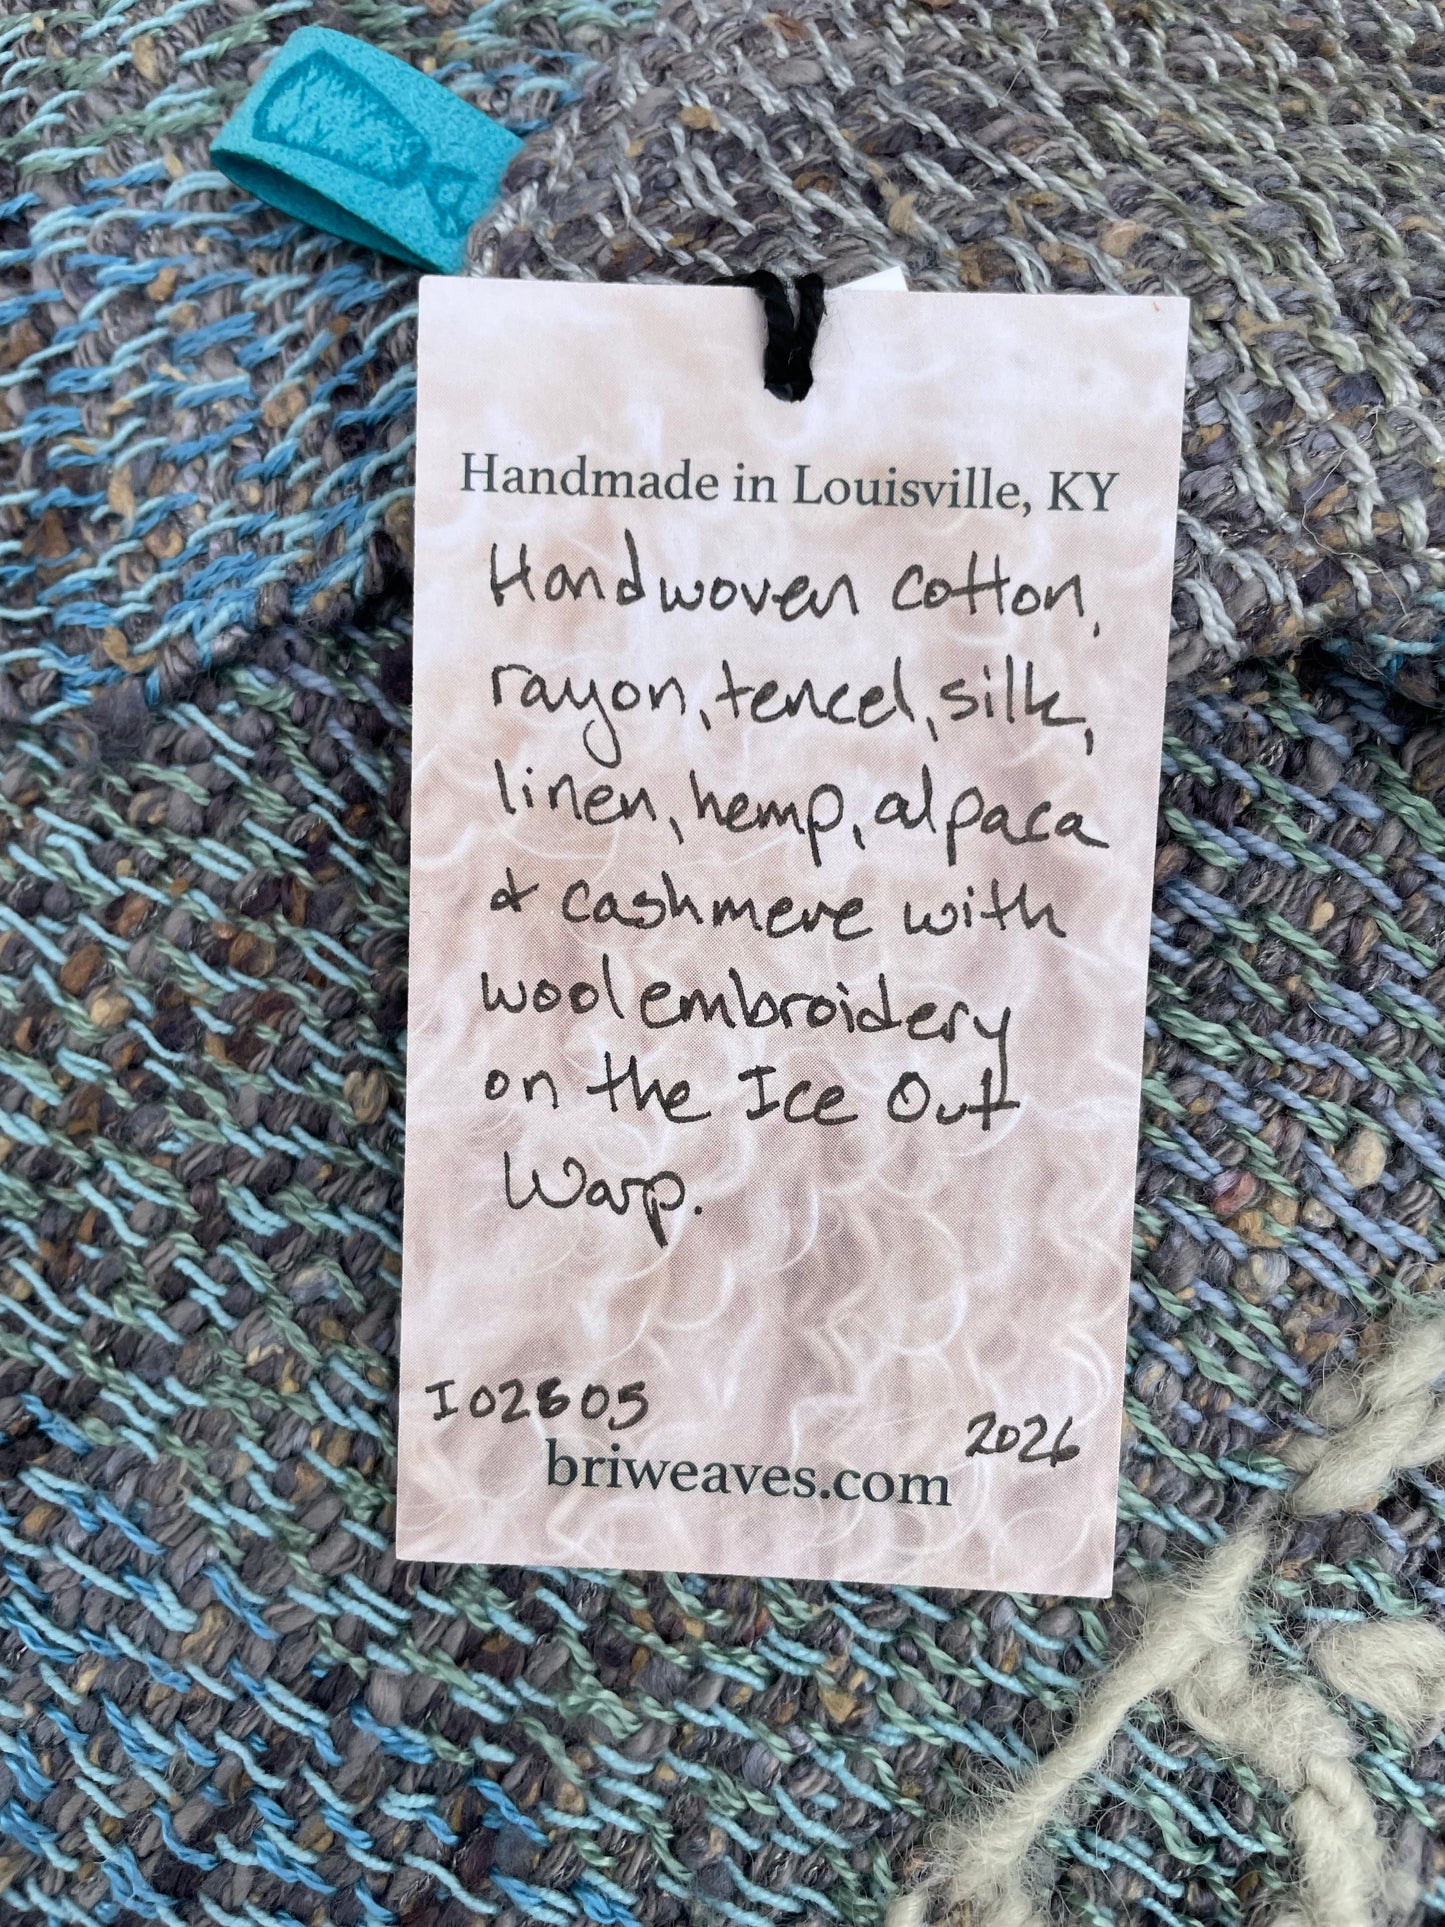 Handmade in Louisville, KY
Handwoven cotton,
rayon, tencel, silk,
linen, hemp, alpaca
& cashmere with
wool embroidery
on the Ice Out
Warp.
IO2S05
2026
briweaves.com